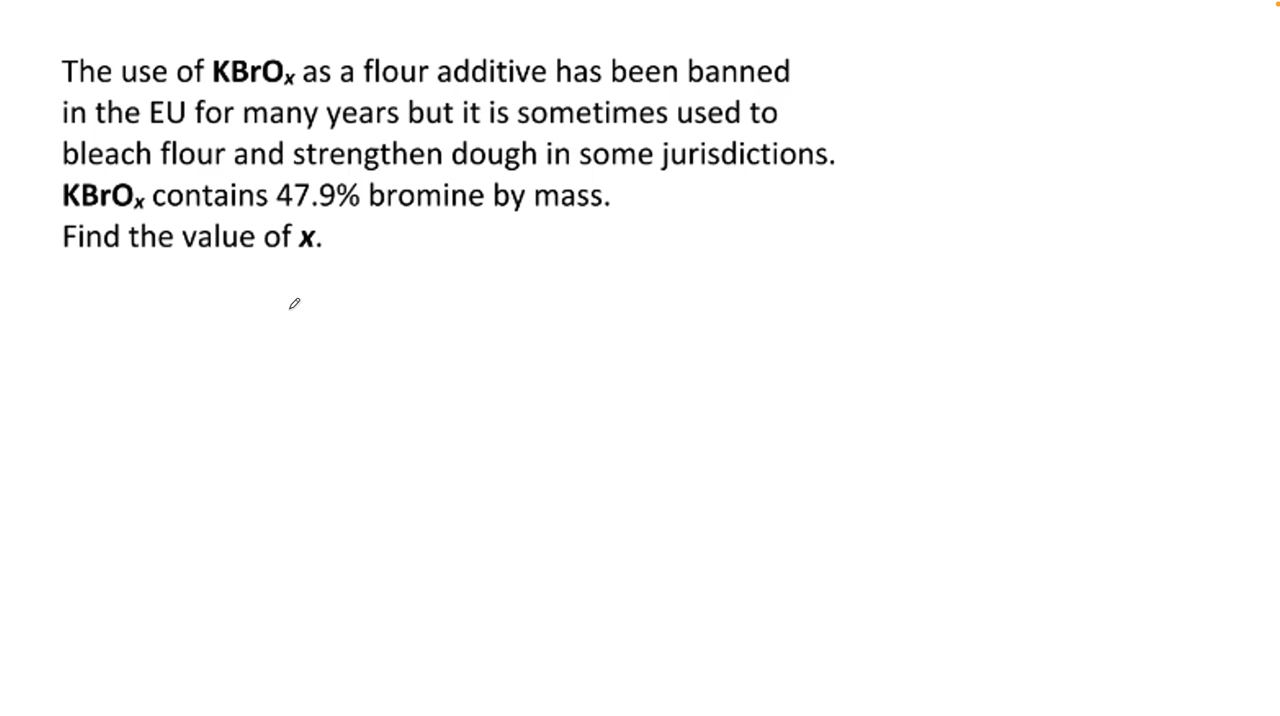 The use of KBrOₓ as a flour additive has been banned
in the EU for many years but it is sometimes used to
bleach flour and strengthen dough in some jurisdictions.
KBrOₓ contains 47.9% bromine by mass.
Find the value of x.